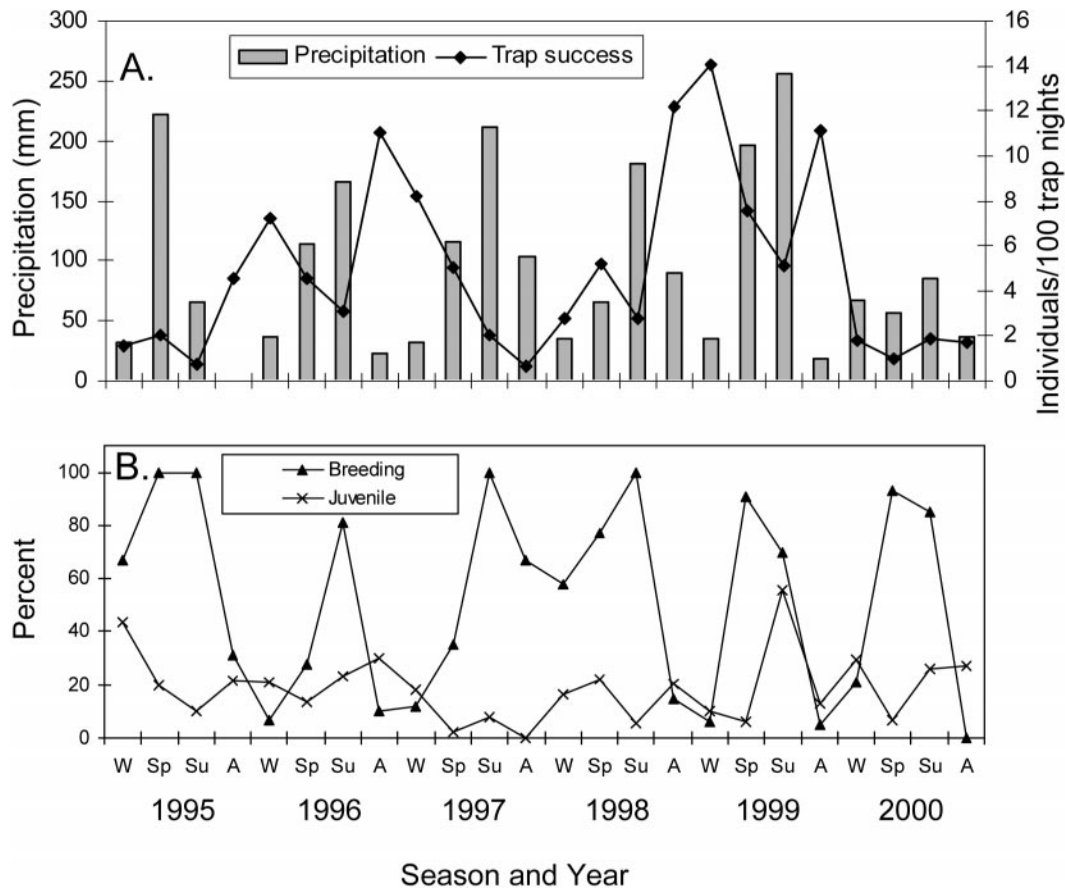 A.
Precipitation Trap success
Precipitation (mm)
300
250
200
150
100
50
0
Individuals/100 trap nights
16
14
12
10
8
6
4
2
0
B.
Breeding
Juvenile
Percent
100
80
60
40
20
0
W Sp Su A W Sp Su A W Sp Su A W Sp Su A W Sp Su A W Sp Su A
1995 1996 1997 1998 1999 2000
Season and Year